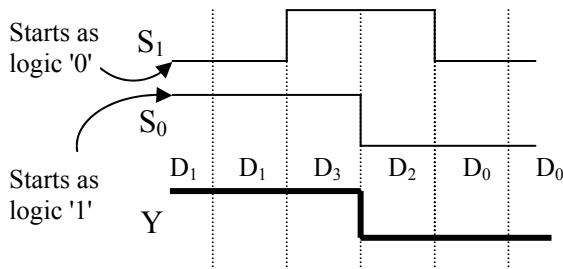 Starts as
logic '0'
S₁
S₀
D₁ D₁ D₃ D₂ D₀ D₀
Starts as
logic '1'
Y